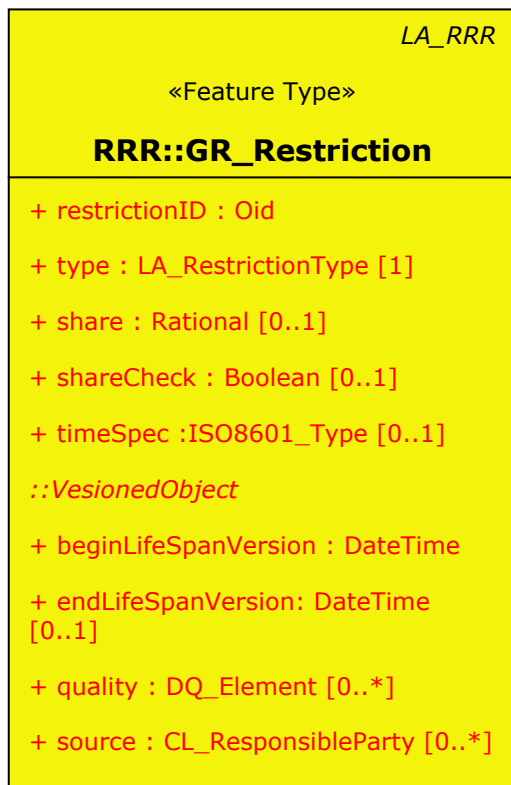 LA_RRR
«Feature Type»
RRR::GR_Restriction
+ restrictionID : Oid
+ type : LA_RestrictionType [1]
+ share : Rational [0..1]
+ shareCheck : Boolean [0..1]
+ timeSpec :ISO8601_Type [0..1]
::VesionedObject
+ beginLifeSpanVersion : DateTime
+ endLifeSpanVersion: DateTime
[0..1]
+ quality : DQ_Element [0..*]
+ source : CL_ResponsibleParty [0..*]